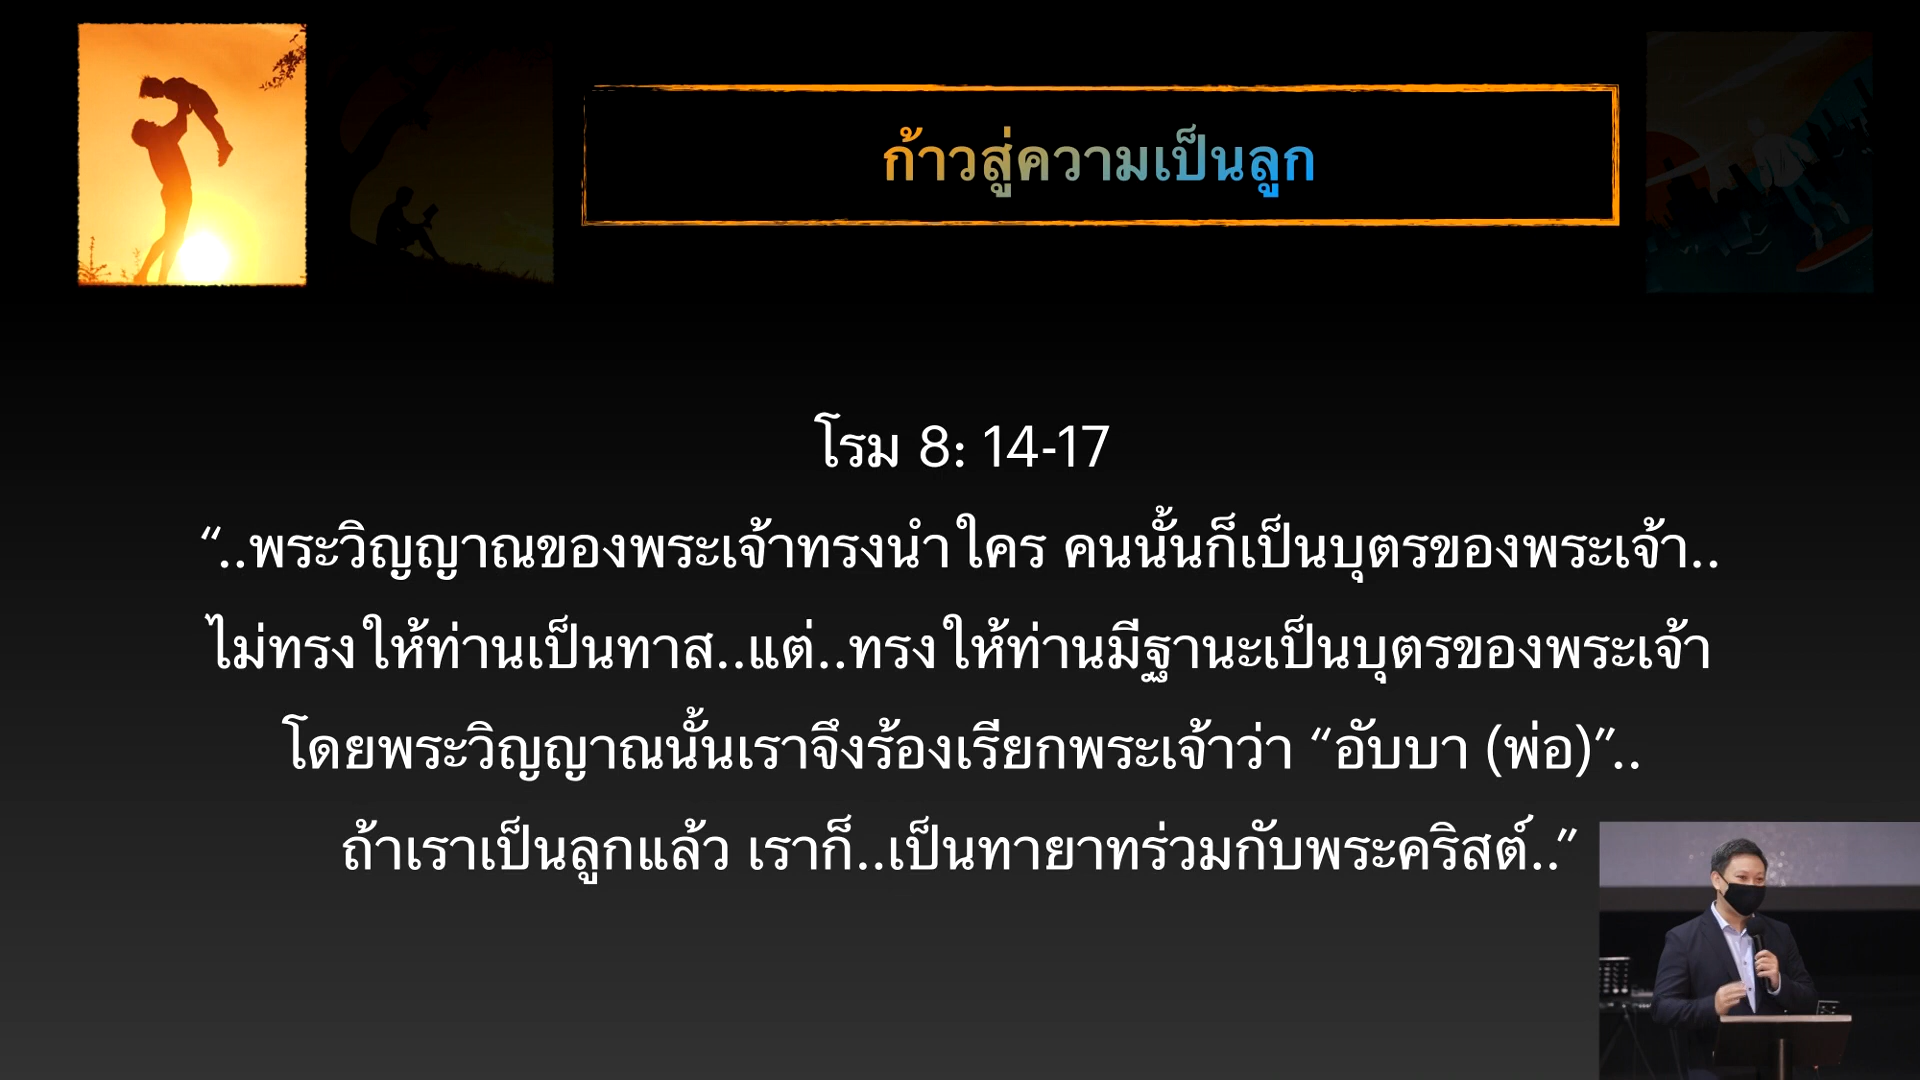 ก้าวสู่ความเป็นลูก
โรม 8: 14-17
“..พระวิญญาณของพระเจ้าทรงนำใคร คนนั้นก็เป็นบุตรของพระเจ้า..
ไม่ทรงให้ท่านเป็นทาส..แต่..ทรงให้ท่านมีฐานะเป็นบุตรของพระเจ้า
โดยพระวิญญาณนั้นเราจึงร้องเรียกพระเจ้าว่า “อับบา (พ่อ)”..
ถ้าเราเป็นลูกแล้ว เราก็..เป็นทายาทร่วมกับพระคริสต์..”